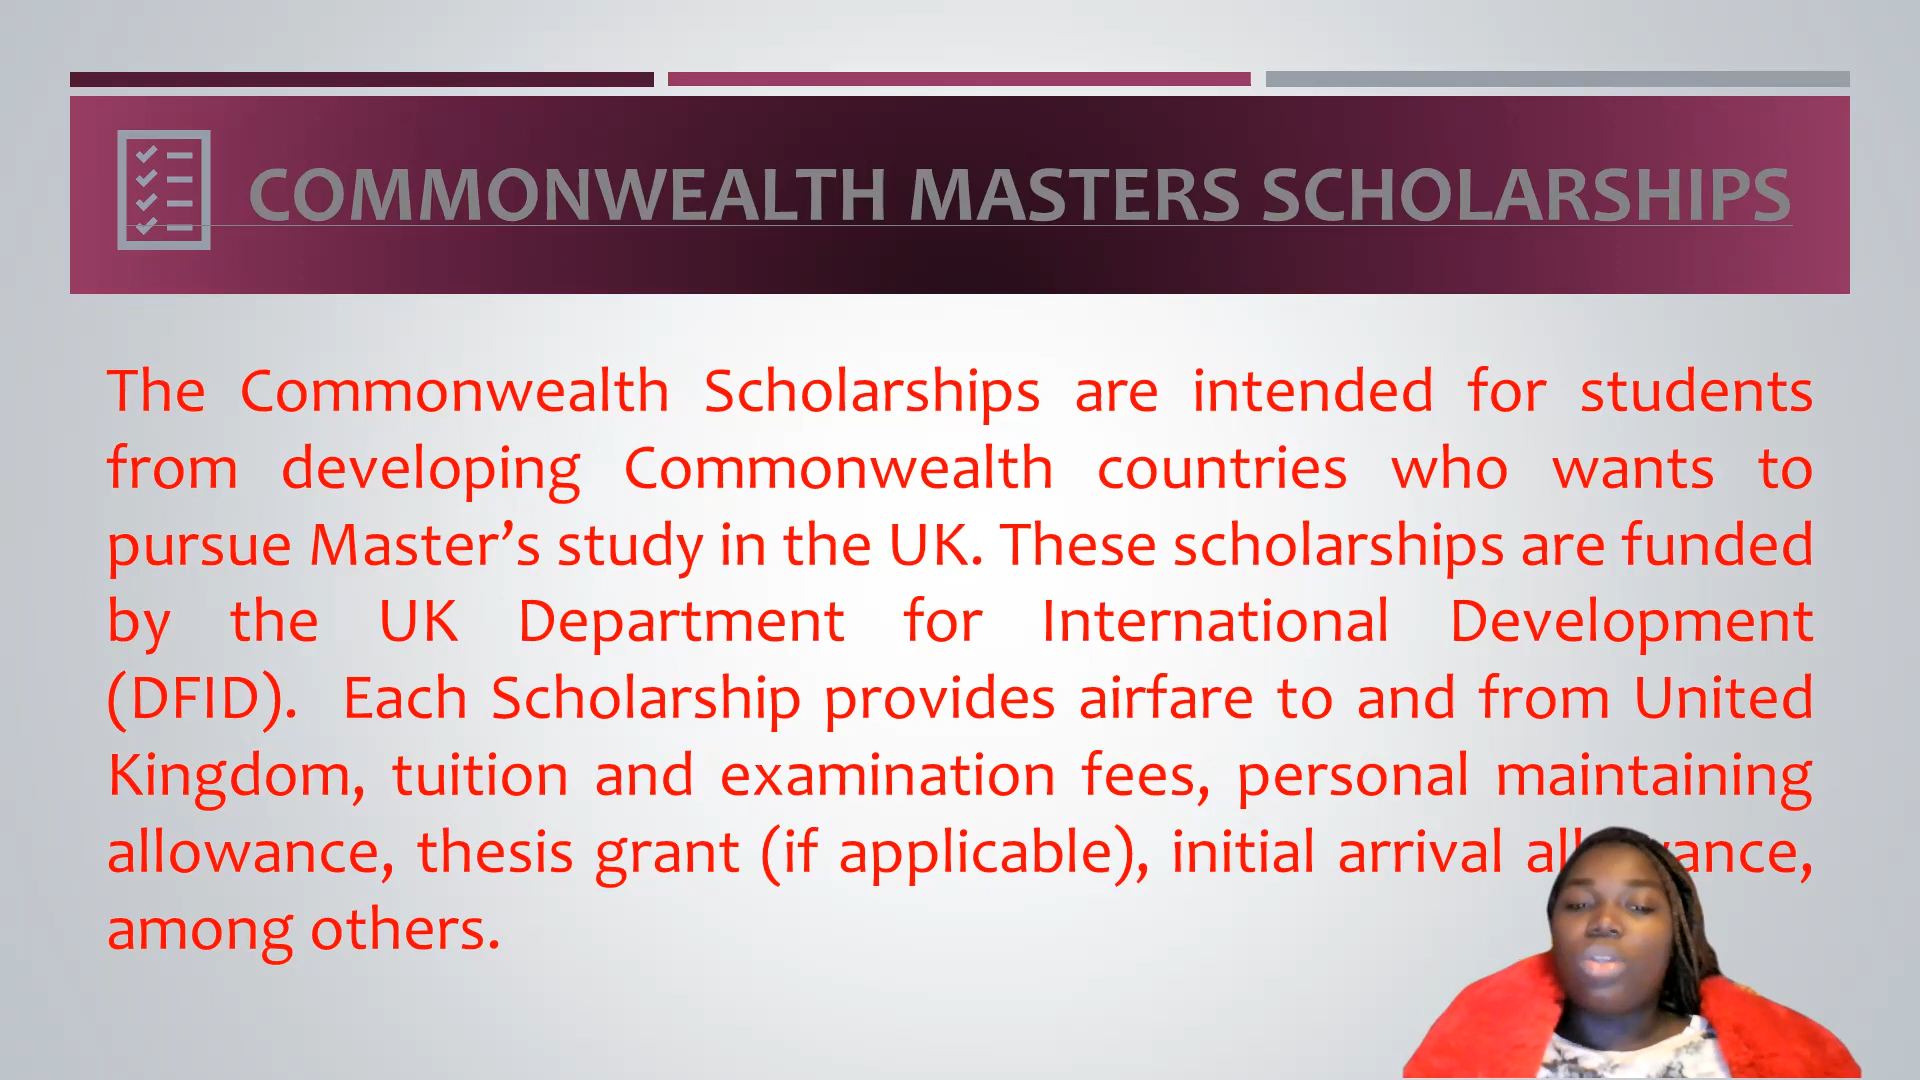 COMMONWEALTH MASTERS SCHOLARSHIPS
The Commonwealth Scholarships are intended for students
from developing Commonwealth countries who wants to
pursue Master’s study in the UK. These scholarships are funded
by the UK Department for International Development
(DFID). Each Scholarship provides airfare to and from United
Kingdom, tuition and examination fees, personal maintaining
allowance, thesis grant (if applicable), initial arrival
among others.